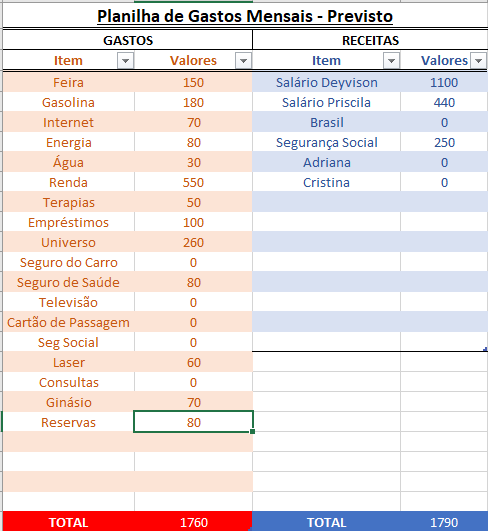 Planilha de Gastos Mensais - Previsto
GASTOS RECEITAS
Item Valores Item Valores
Feira 150 Salário Deyvison 1100
Gasolina 180 Salário Priscila 440
Internet 70 Brasil 0
Energia 80 Segurança Social 250
Água 30 Adriana 0
Renda 550 Cristina 0
Terapias 50
Empréstimos 100
Universo 260
Seguro do Carro 0
Seguro de Saúde 80
Televisão 0
Cartão de Passagem 0
Seg Social 0
Laser 60
Consultas 0
Ginásio 70
Reservas 80
TOTAL 1760 TOTAL 1790